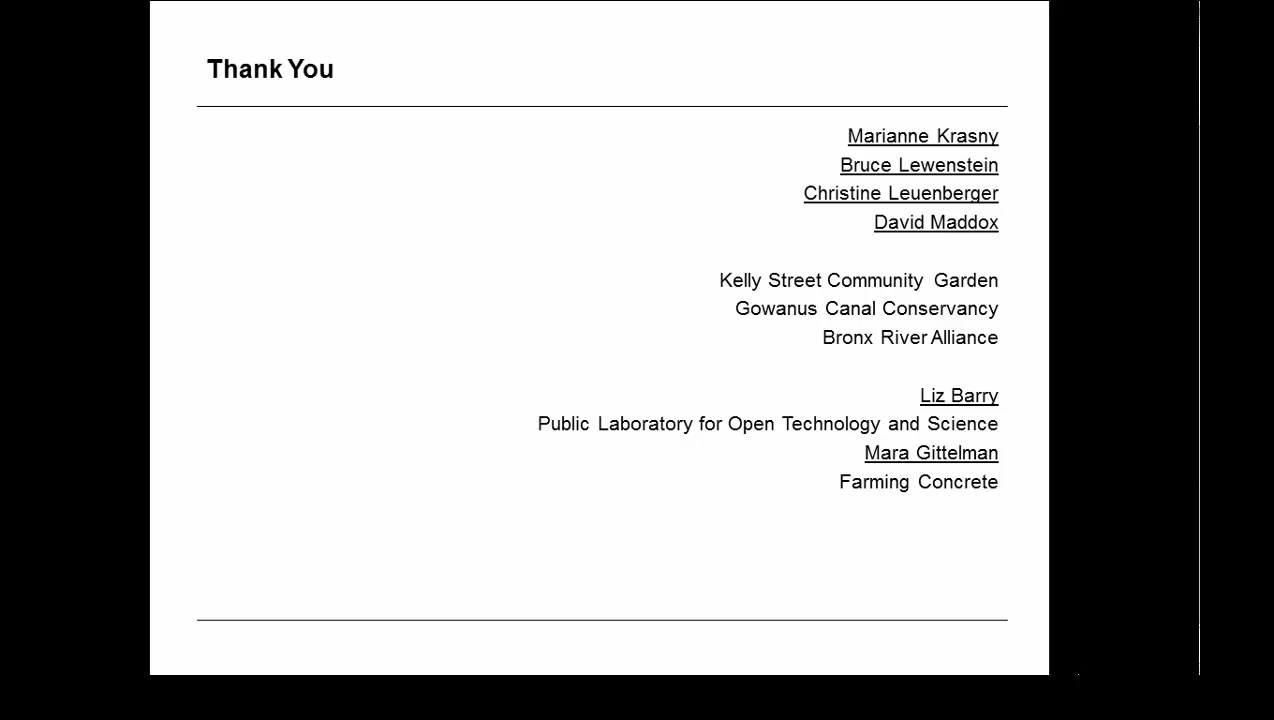 Thank You
Marianne Krasny
Bruce Lewenstein
Christine Leuenberger
David Maddox
Kelly Street Community Garden
Gowanus Canal Conservancy
Bronx River Alliance
Liz Barry
Public Laboratory for Open Technology and Science
Mara Gittelman
Farming Concrete